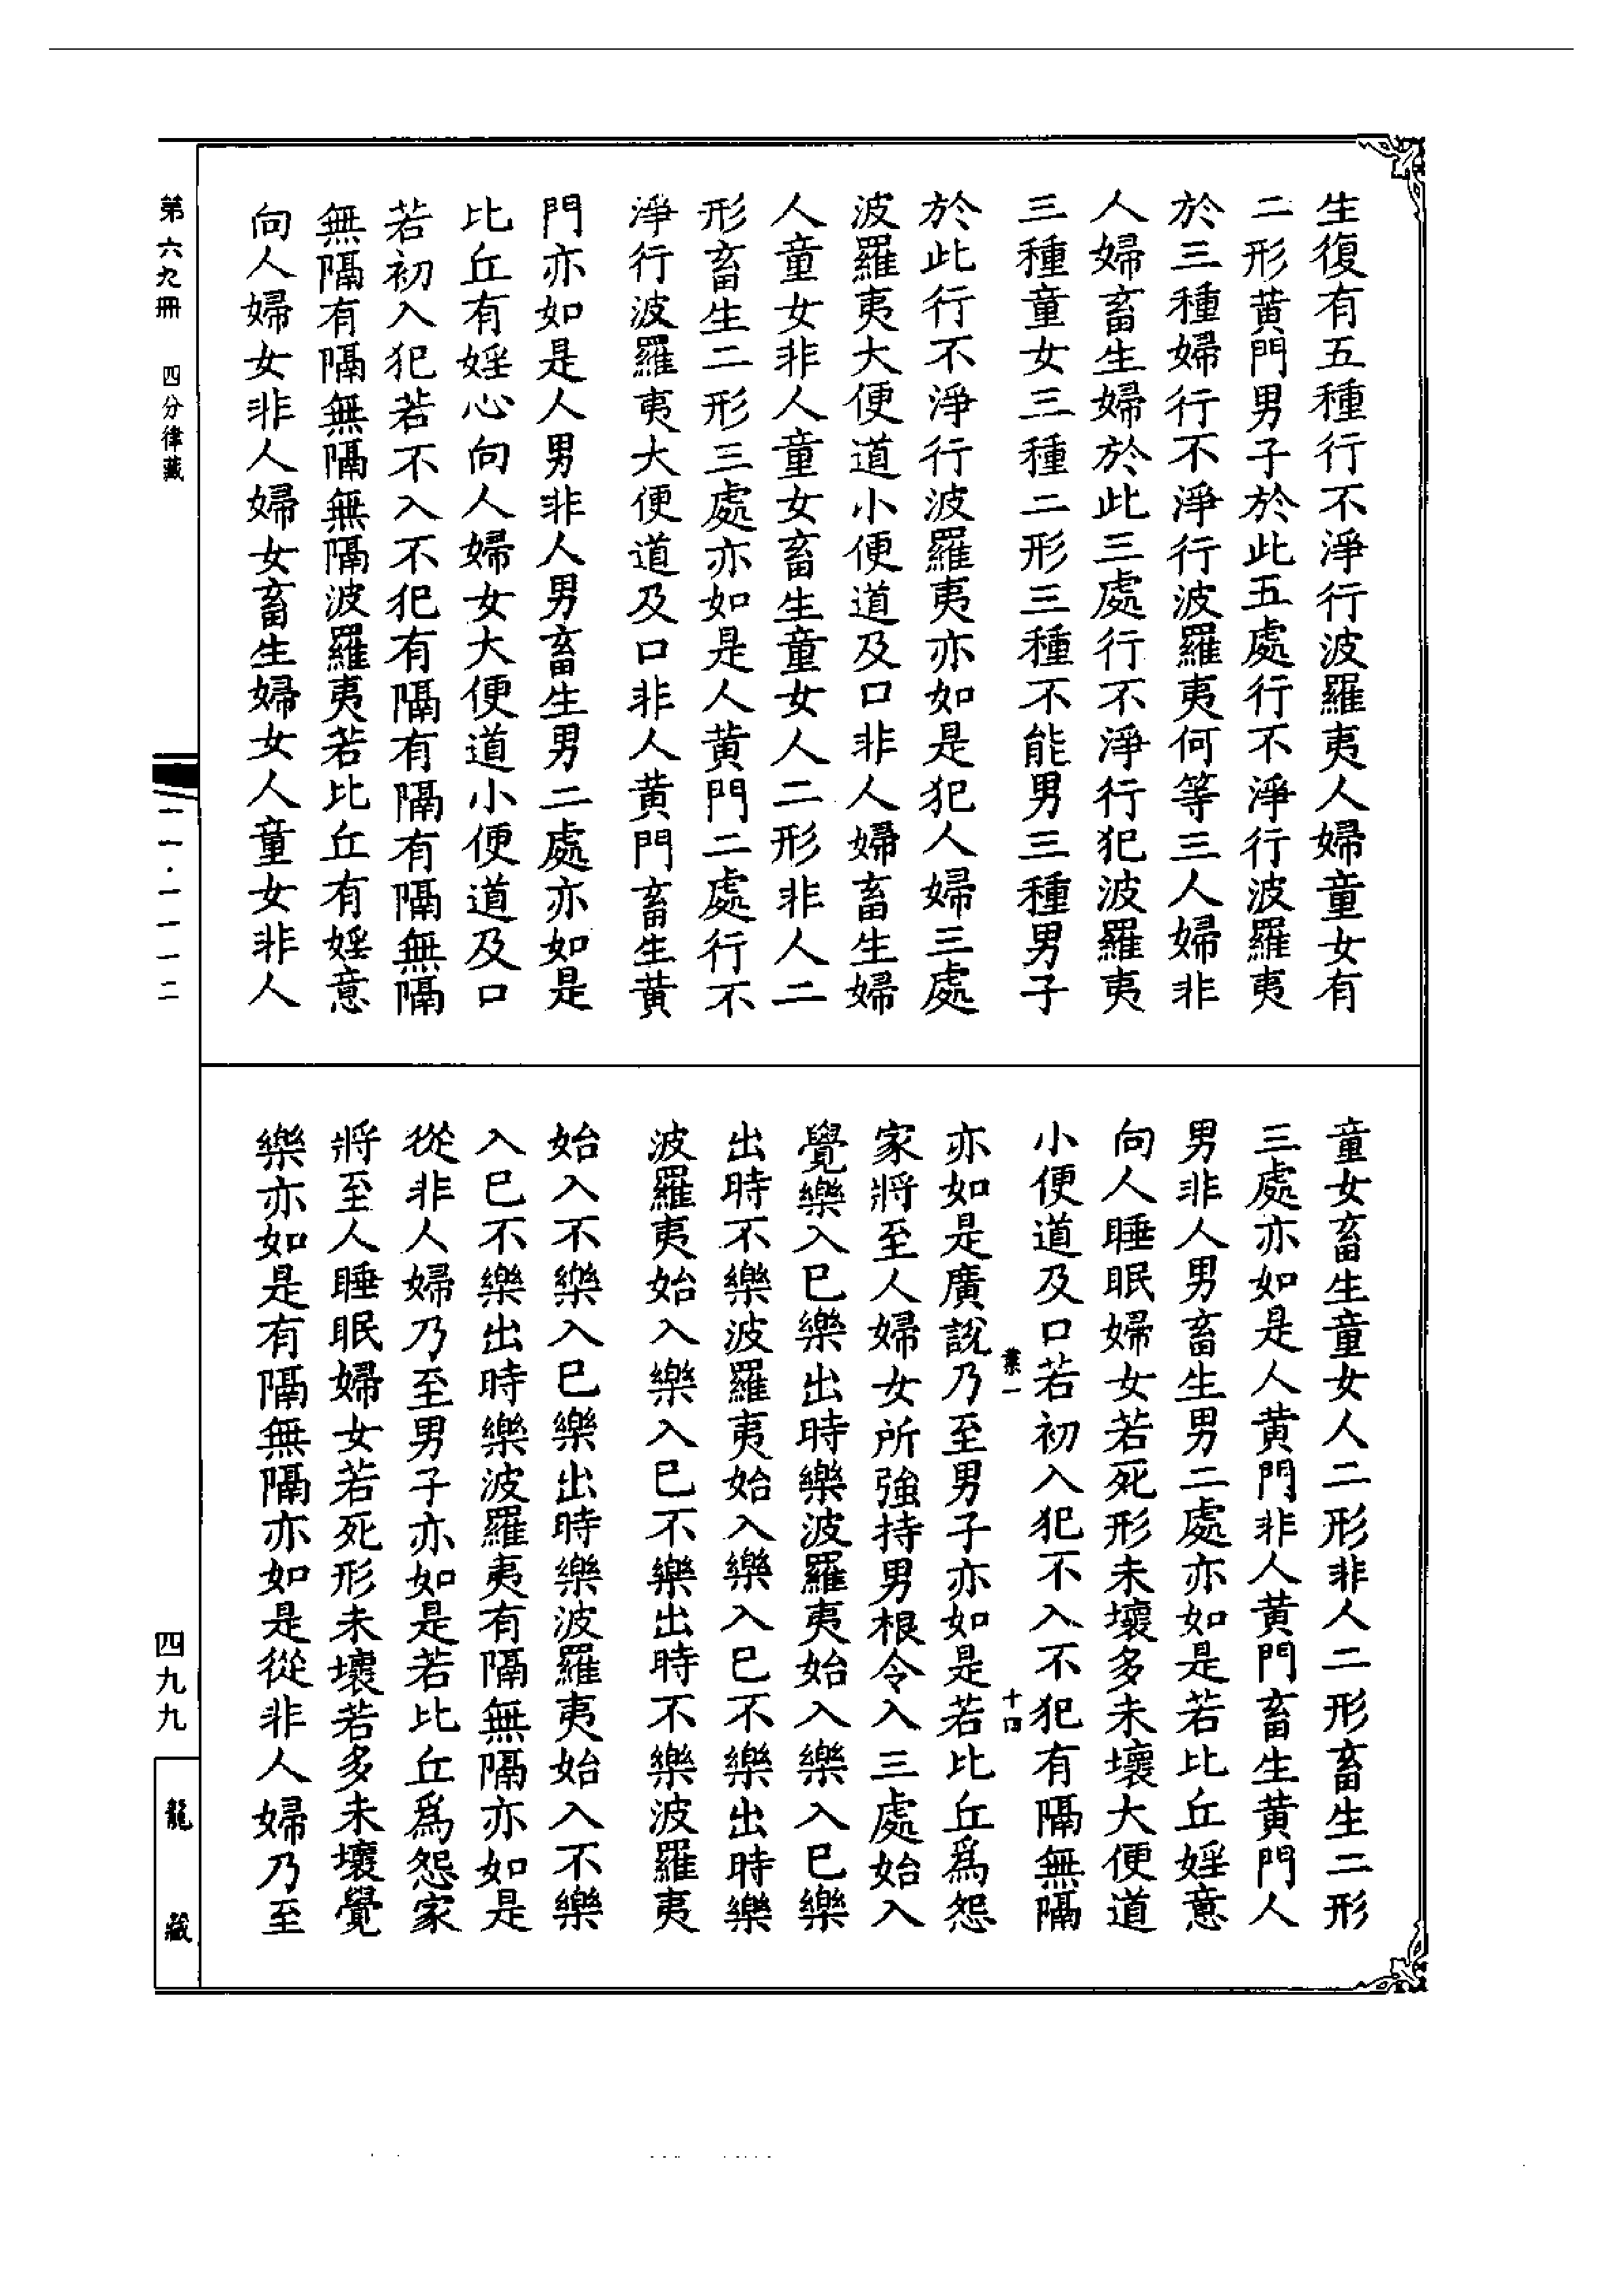 生復有五種行不淨行波羅夷人婦童女有
二形黄門男子於此五處行不淨行波羅夷
於三種婦行不淨行波羅夷何等三人婦非
人婦畜生婦於此三處行不淨行犯波羅夷
三種童女三種二形三種不能男三種男子
於此行不淨行波羅夷亦如是犯人婦三處
波羅夷大便道小便道及口非人婦畜生婦
人童女非人童女畜生童女人二形非人二
形畜生二形三處亦如是人黄門二處行不
淨行波羅夷大便道及口非人黄門畜生黄
門亦如是人男非人男畜生男二處亦如是
比丘有婬心向人婦女大便道小便道及口
若初入犯若不入不犯有隔有隔有隔無隔
無隔有隔無隔無隔波羅夷若比丘有婬意
向人婦女非人婦女畜生婦女人童女非人
童女畜生童女人二形非人二形畜生二形
三處亦如是人黄門非人黄門畜生黄門人
男非人男畜生男二處亦如是若比丘婬意
向人睡眠婦女若死形未壞多未壞大便道
小便道及口若初入犯不入不犯有隔無隔
業一 十四
亦如是廣說乃至男子亦如是若比丘爲怨
家將至人婦女所強持男根令入三處始入
覺樂入已樂出時樂波羅夷始入樂入已樂
出時不樂波羅夷始入樂入已不樂出時樂
波羅夷始入樂入已不樂出時不樂波羅夷
始入不樂入已樂出時樂波羅夷始入不樂
入已不樂出時樂波羅夷有隔無隔亦如是
從非人婦乃至男子亦如是若比丘爲怨家
將至人睡眠婦女若死形未壞若多未壞覺
樂亦如是有隔無隔亦如是從非人婦乃至
第六九冊 四分律藏
一一·一一一二
四九九
龍藏